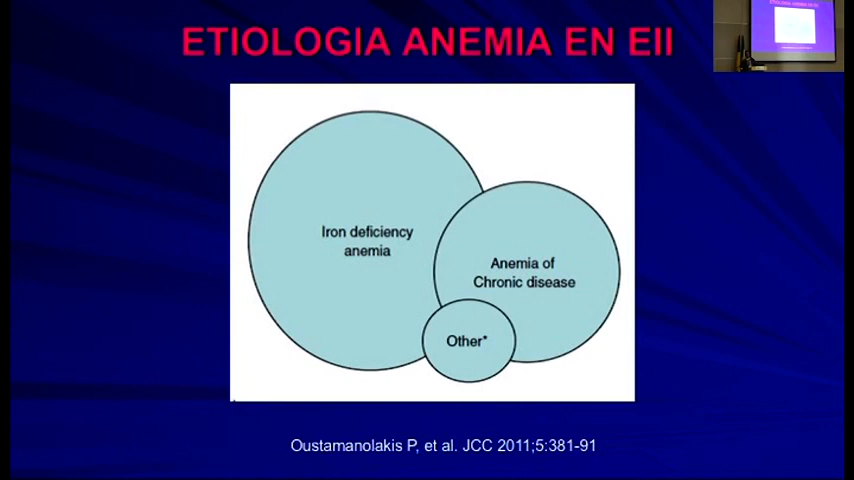 ETIOLOGIA ANEMIA EN EII
Iron deficiency
anemia
Anemia of
Chronic disease
Other*
Oustamanolakis P, et al. JCC 2011;5:381-91